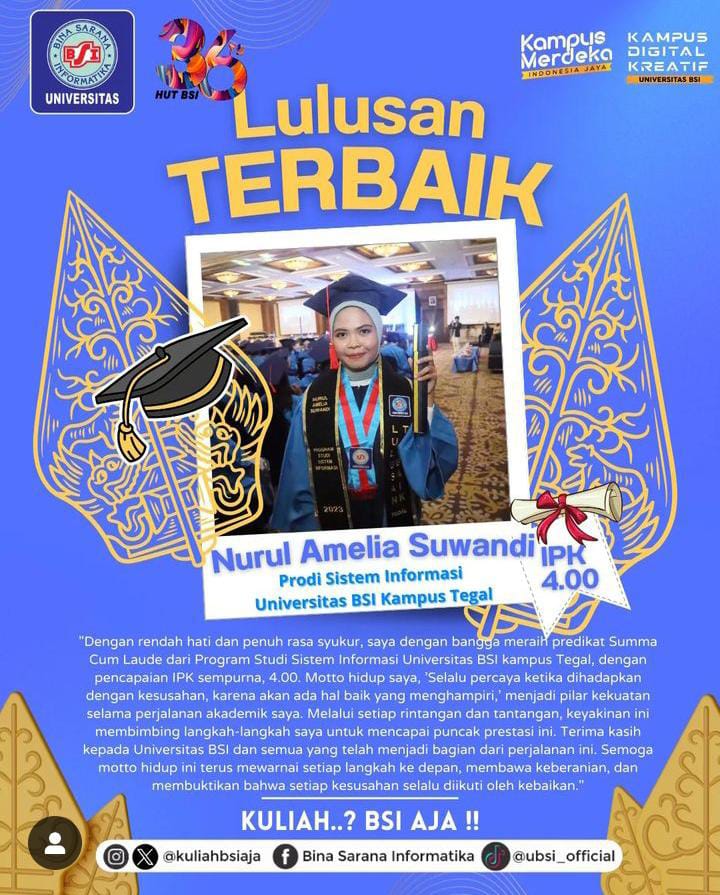 BINA SARANA
BSI
INFORMATIKA
UNIVERSITAS
36
HUT BSI
Kampus
Merdeka
INDONESIA JAYA
KAMPUS
DIGITAL
KREATIF
UNIVERSITAS BSI
Lulusan
TERBAIK
NURUL
AMELIA
SUWANDI
PROGRAM
STUDI
SISTEM
INFORMASI
2023
Nurul Amelia Suwandi
Prodi Sistem Informasi
Universitas BSI Kampus Tegal
IPK
4.00
"Dengan rendah hati dan penuh rasa syukur, saya dengan bangga meraih predikat Summa
Cum Laude dari Program Studi Sistem Informasi Universitas BSI kampus Tegal, dengan
pencapaian IPK sempurna, 4.00. Motto hidup saya, 'Selalu percaya ketika dihadapkan
dengan kesusahan, karena akan ada hal baik yang menghampiri,' menjadi pilar kekuatan
selama perjalanan akademik saya. Melalui setiap rintangan dan tantangan, keyakinan ini
membimbing langkah-langkah saya untuk mencapai puncak prestasi ini. Terima kasih
kepada Universitas BSI dan semua yang telah menjadi bagian dari perjalanan ini. Semoga
motto hidup ini terus mewarnai setiap langkah ke depan, membawa keberanian, dan
membuktikan bahwa setiap kesusahan selalu diikuti oleh kebaikan."
KULIAH..? BSI AJA !!
@kuliahbsiaja
Bina Sarana Informatika
@ubsi_official